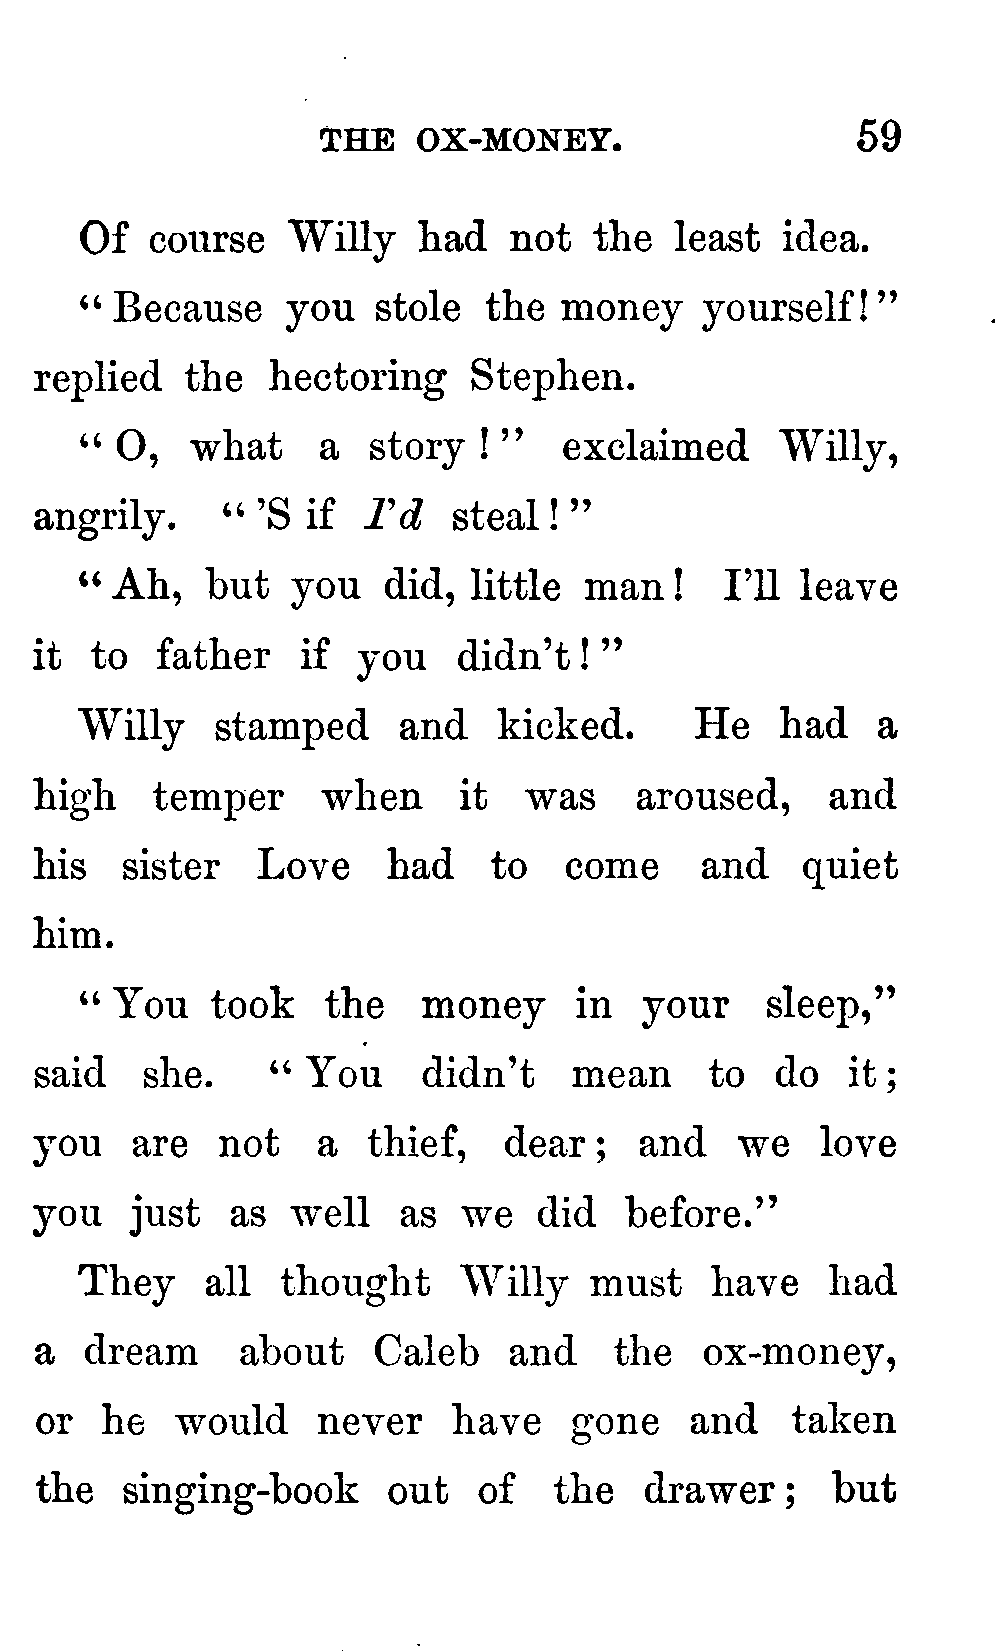 THE OX-MONEY. 59
Of course Willy had not the least idea.
“Because you stole the money yourself!”
replied the hectoring Stephen.
“O, what a story!” exclaimed Willy,
angrily. “’S if I’d steal!”
“Ah, but you did, little man! I’ll leave
it to father if you didn’t!”
Willy stamped and kicked. He had a
high temper when it was aroused, and
his sister Love had to come and quiet
him.
“You took the money in your sleep,”
said she. “You didn’t mean to do it;
you are not a thief, dear; and we love
you just as well as we did before.”
They all thought Willy must have had
a dream about Caleb and the ox-money,
or he would never have gone and taken
the singing-book out of the drawer; but